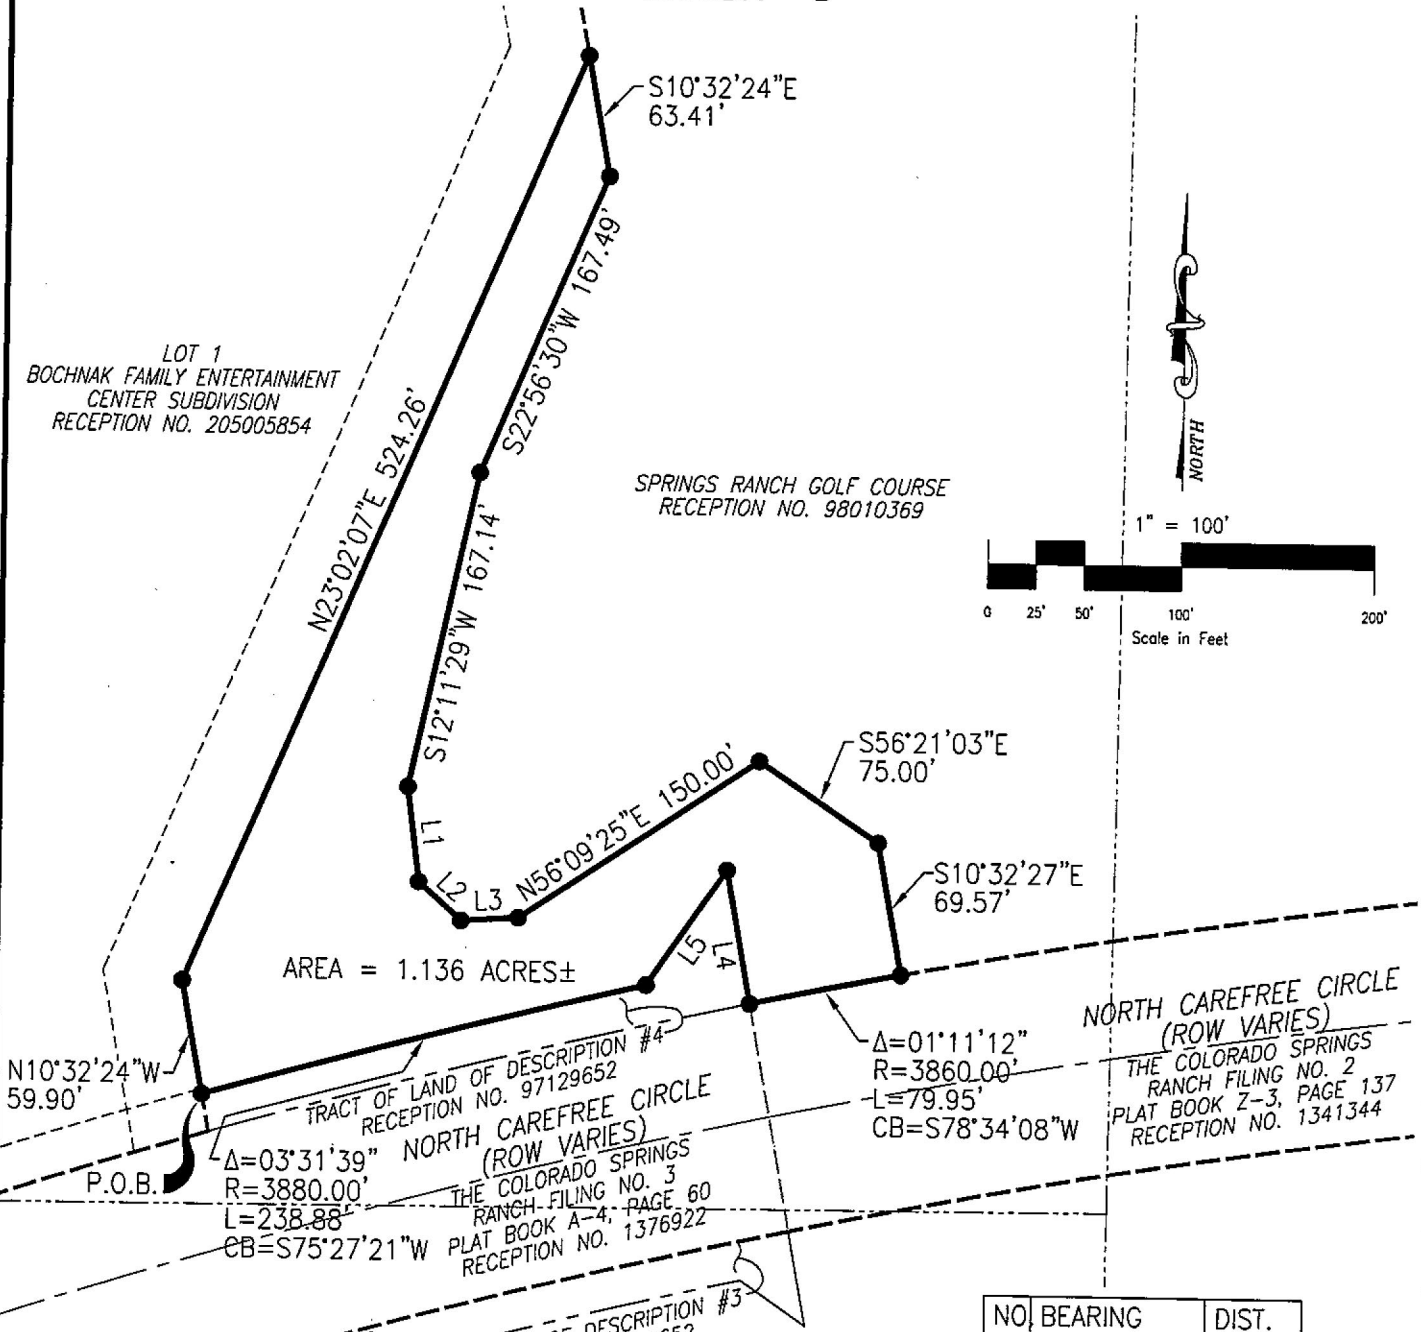 S10°32'24"E
63.41'
S22°56'30"W 167.49'
LOT 1
BOCHNAK FAMILY ENTERTAINMENT
CENTER SUBDIVISION
RECEPTION NO. 205005854
N23°02'07"E 524.26'
SPRINGS RANCH GOLF COURSE
RECEPTION NO. 98010369
NORTH
1" = 100'
0 25' 50' 100' 200'
Scale in Feet
S12°11'29"W 167.14'
S56°21'03"E
75.00'
N56°09'25"E 150.00'
L1
L2
L3
S10°32'27"E
69.57'
L5
L4
AREA = 1.136 ACRES±
N10°32'24"W
59.90'
P.O.B.
TRACT OF LAND OF DESCRIPTION #4
RECEPTION NO. 97129652
Δ=01°11'12"
R=3860.00'
L=79.95'
CB=S78°34'08"W
NORTH CAREFREE CIRCLE
(ROW VARIES)
THE COLORADO SPRINGS
RANCH FILING NO. 2
PLAT BOOK Z-3, PAGE 137
RECEPTION NO. 1341344
Δ=03°31'39"
R=3880.00'
L=238.88'
CB=S75°27'21"W
NORTH CAREFREE CIRCLE
(ROW VARIES)
THE COLORADO SPRINGS
RANCH FILING NO. 3
PLAT BOOK A-4, PAGE 60
RECEPTION NO. 1376922
DESCRIPTION #3
NO. BEARING DIST.